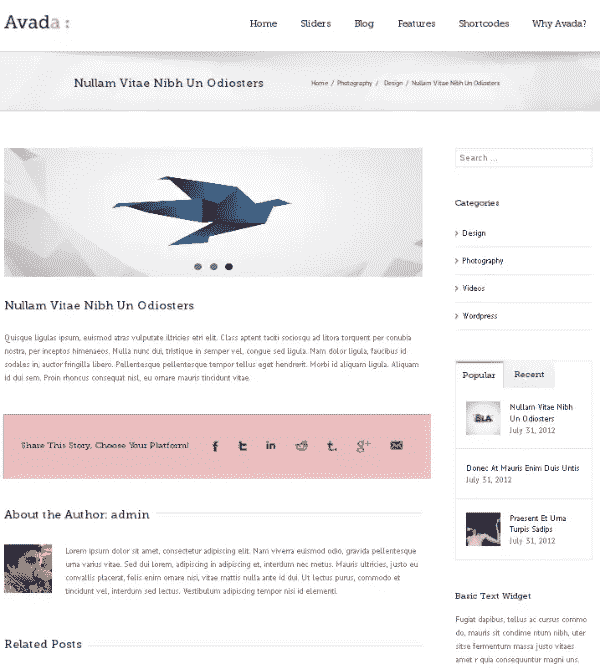 Avada :
Home Sliders Blog Features Shortcodes Why Avada?
Nullam Vitae Nibh Un Odiosters
Home / Photography / Design / Nullam Vitae Nibh Un Odiosters
Nullam Vitae Nibh Un Odiosters
Quisque ligulas ipsum, euismod atras vulputate iltricies etri elit. Class aptent taciti sociosqu ad litora torquent per conubia
nostra, per inceptos himenaeos. Nulla nunc dui, tristique in semper vel, congue sed ligula. Nam dolor ligula, faucibus id
sodales in, auctor fringilla libero. Pellentesque pellentesque tempor tellus eget hendrerit. Morbi id aliquam ligula. Aliquam
id dui sem. Proin rhoncus consequat nisl, eu ornare mauris tincidunt vitae.
Share This Story, Choose Your Platform!
About the Author: admin
Lorem ipsum dolor sit amet, consectetur adipiscing elit. Nam viverra euismod odio, gravida pellentesque
urna varius vitae. Sed dui lorem, adipiscing in adipiscing et, interdum nec metus. Mauris ultricies, justo eu
convallis placerat, felis enim ornare nisi, vitae mattis nulla ante id dui. Ut lectus purus, commodo et
tincidunt vel, interdum sed lectus. Vestibulum adipiscing tempor nisi id elementi.
Related Posts
Search ...
Categories
Design
Photography
Videos
Wordpress
Popular Recent
Nullam Vitae Nibh
Un Odiosters
July 31, 2012
Donec At Mauris Enim Duis Untis
July 31, 2012
Praesent Et Urna
Turpis Sadips
July 31, 2012
Baric Text Widget
Fugiat dapibus, tellus ac cursus commo
do, mauris sit condime ntum nibh, uter
sitse fermentum massa justo vitaes
amet r quia consequuntur magni uns.